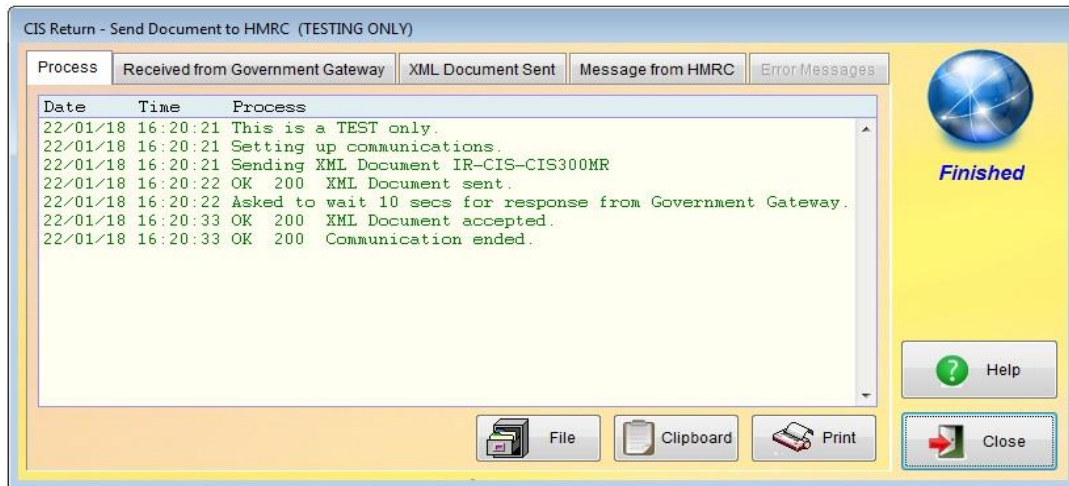 CIS Return - Send Document to HMRC (TESTING ONLY)
Process Received from Government Gateway XML Document Sent Message from HMRC Error Messages
Date Time Process
22/01/18 16:20:21 This is a TEST only.
22/01/18 16:20:21 Setting up communications.
22/01/18 16:20:21 Sending XML Document IR-CIS-CIS300MR
22/01/18 16:20:22 OK 200 XML Document sent.
22/01/18 16:20:22 Asked to wait 10 secs for response from Government Gateway.
22/01/18 16:20:33 OK 200 XML Document accepted.
22/01/18 16:20:33 OK 200 Communication ended.
Finished
Help
File Clipboard Print Close